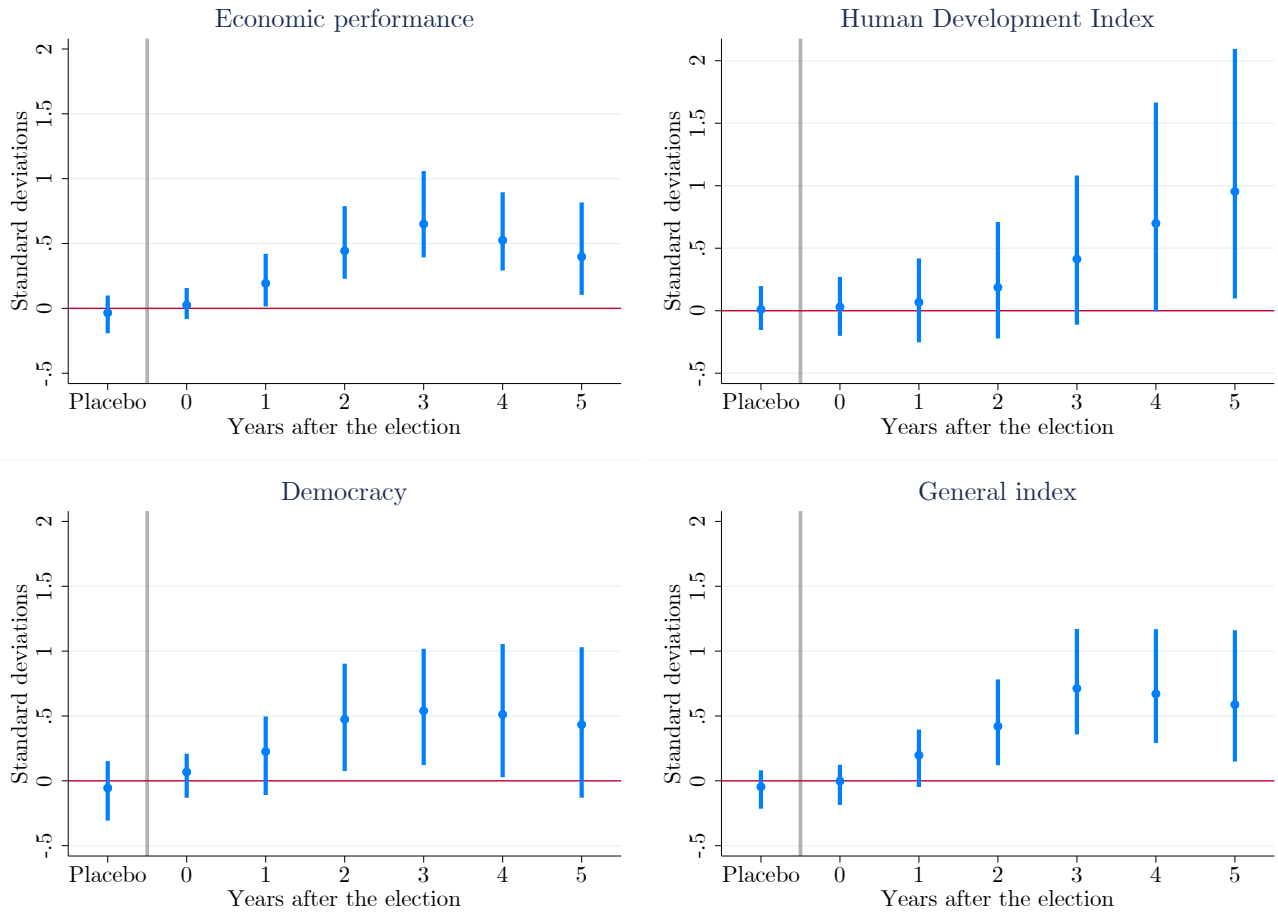 Economic performance
Standard deviations
2
1.5
1
.5
0
-.5
Placebo 0 1 2 3 4 5
Years after the election
Human Development Index
Standard deviations
2
1.5
1
.5
0
-.5
Placebo 0 1 2 3 4 5
Years after the election
Democracy
Standard deviations
2
1.5
1
.5
0
-.5
Placebo 0 1 2 3 4 5
Years after the election
General index
Standard deviations
2
1.5
1
.5
0
-.5
Placebo 0 1 2 3 4 5
Years after the election